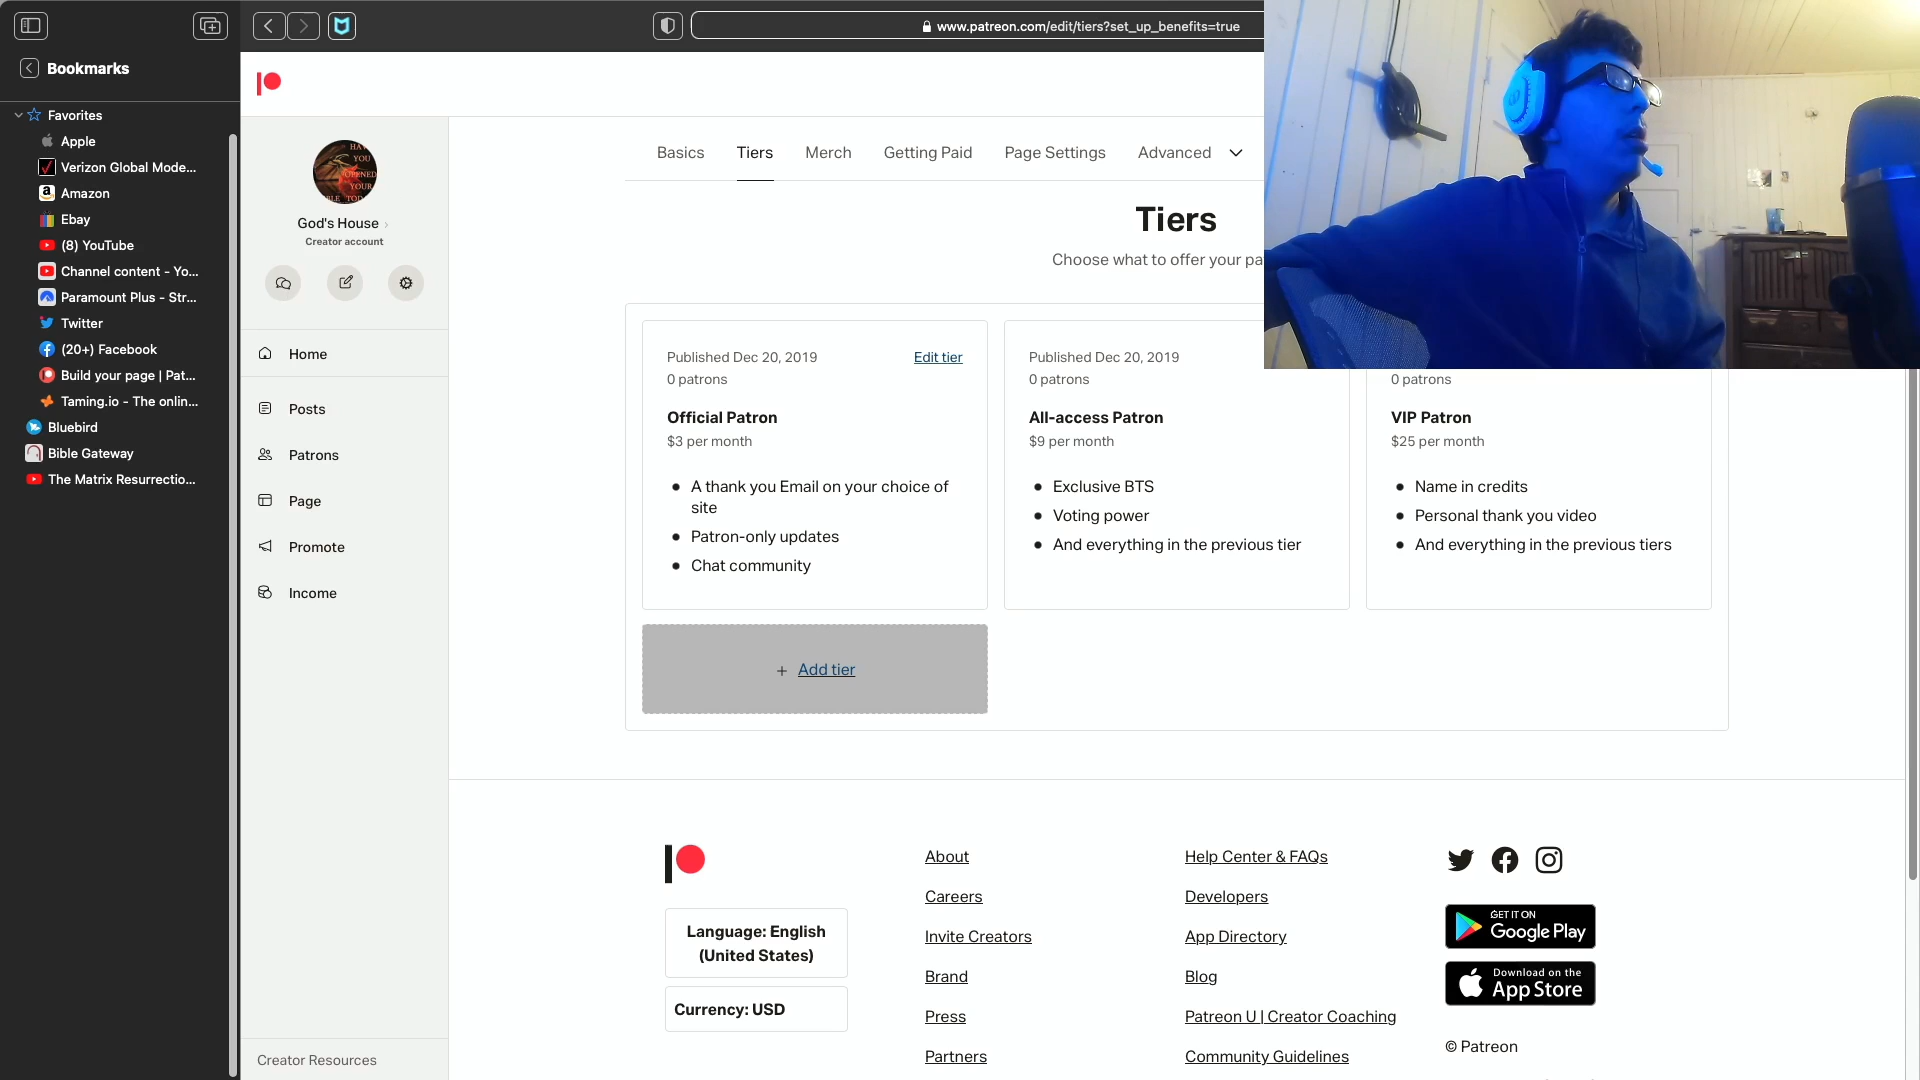 Bookmarks
Favorites
Apple
Verizon Global Mode...
Amazon
Ebay
(8) YouTube
Channel content - Yo...
Paramount Plus - Str...
Twitter
(20+) Facebook
Build your page | Pat...
Taming.io - The onlin...
Bluebird
Bible Gateway
The Matrix Resurrectio...
www.patreon.com/edit/tiers?set_up_benefits=true
HA
YOU
OPENED
YOUR
God's House
Creator account
Home
Posts
Patrons
Page
Promote
Income
Creator Resources
Basics
Tiers
Merch
Getting Paid
Page Settings
Advanced
Tiers
Choose what to offer your pa
Published Dec 20, 2019
Edit tier
0 patrons
Official Patron
$3 per month
A thank you Email on your choice of
site
Patron-only updates
Chat community
Published Dec 20, 2019
0 patrons
All-access Patron
$9 per month
Exclusive BTS
Voting power
And everything in the previous tier
0 patrons
VIP Patron
$25 per month
Name in credits
Personal thank you video
And everything in the previous tiers
+ Add tier
Language: English
(United States)
Currency: USD
About
Careers
Invite Creators
Brand
Press
Partners
Help Center & FAQs
Developers
App Directory
Blog
Patreon U | Creator Coaching
Community Guidelines
GET IT ON
Google Play
Download on the
App Store
© Patreon